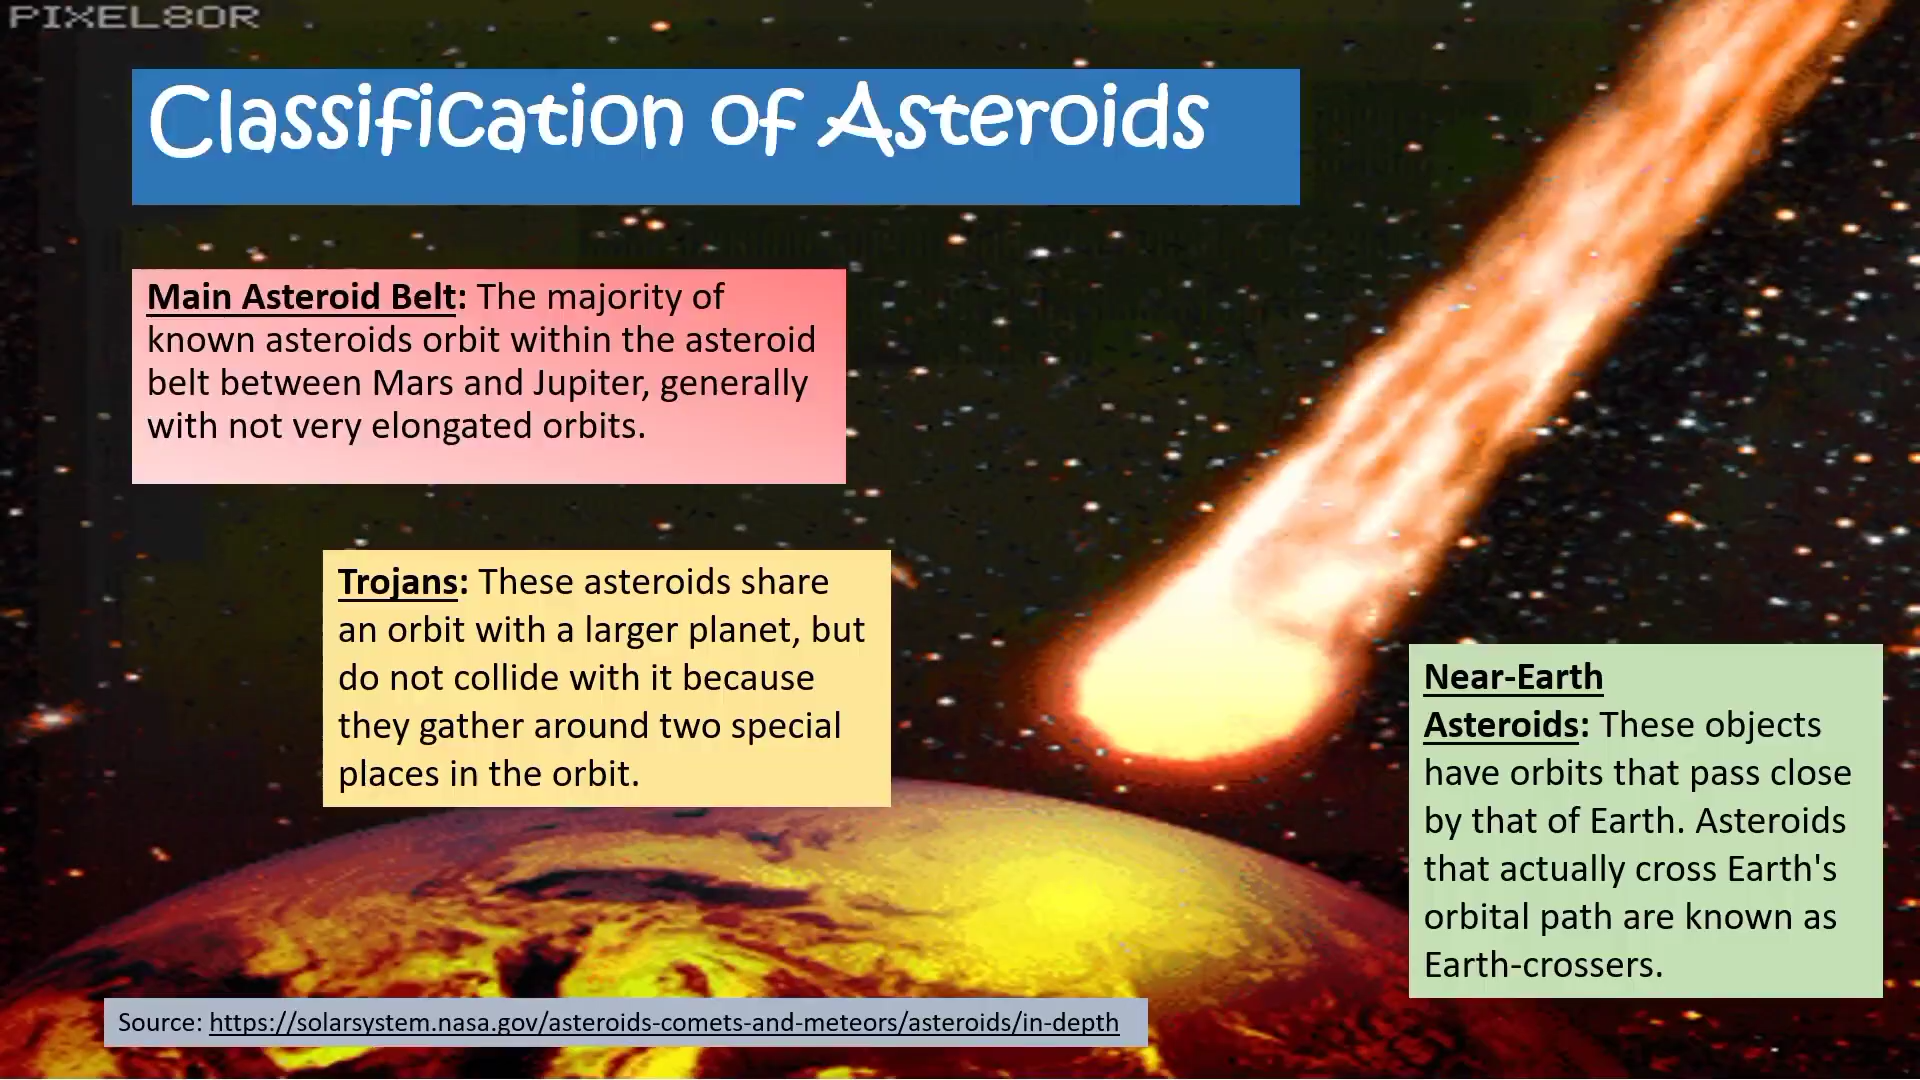 PIXEL8OR
Classification of Asteroids
Main Asteroid Belt: The majority of
known asteroids orbit within the asteroid
belt between Mars and Jupiter, generally
with not very elongated orbits.
Trojans: These asteroids share
an orbit with a larger planet, but
do not collide with it because
they gather around two special
places in the orbit.
Near-Earth
Asteroids: These objects
have orbits that pass close
by that of Earth. Asteroids
that actually cross Earth's
orbital path are known as
Earth-crossers.
Source: https://solarsystem.nasa.gov/asteroids-comets-and-meteors/asteroids/in-depth